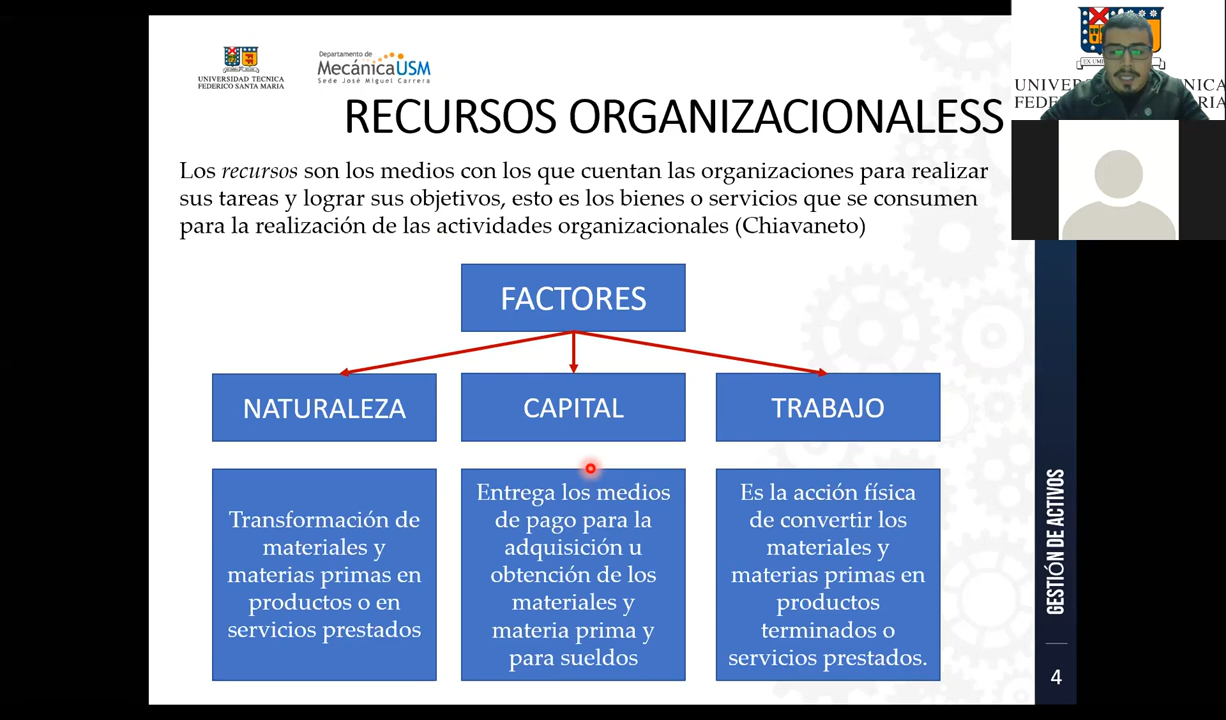 UNIVERSIDAD TECNICA
FEDERICO SANTA MARIA
Departamento de
MecánicaUSM
Sede José Miguel Carrera
RECURSOS ORGANIZACIONALESS
Los recursos son los medios con los que cuentan las organizaciones para realizar
sus tareas y lograr sus objetivos, esto es los bienes o servicios que se consumen
para la realización de las actividades organizacionales (Chiavaneto)
FACTORES
NATURALEZA
CAPITAL
TRABAJO
Transformación de
materiales y
materias primas en
productos o en
servicios prestados
Entrega los medios
de pago para la
adquisición u
obtención de los
materiales y
materia prima y
para sueldos
Es la acción física
de convertir los
materiales y
materias primas en
productos
terminados o
servicios prestados.
GESTIÓN DE ACTIVOS
4